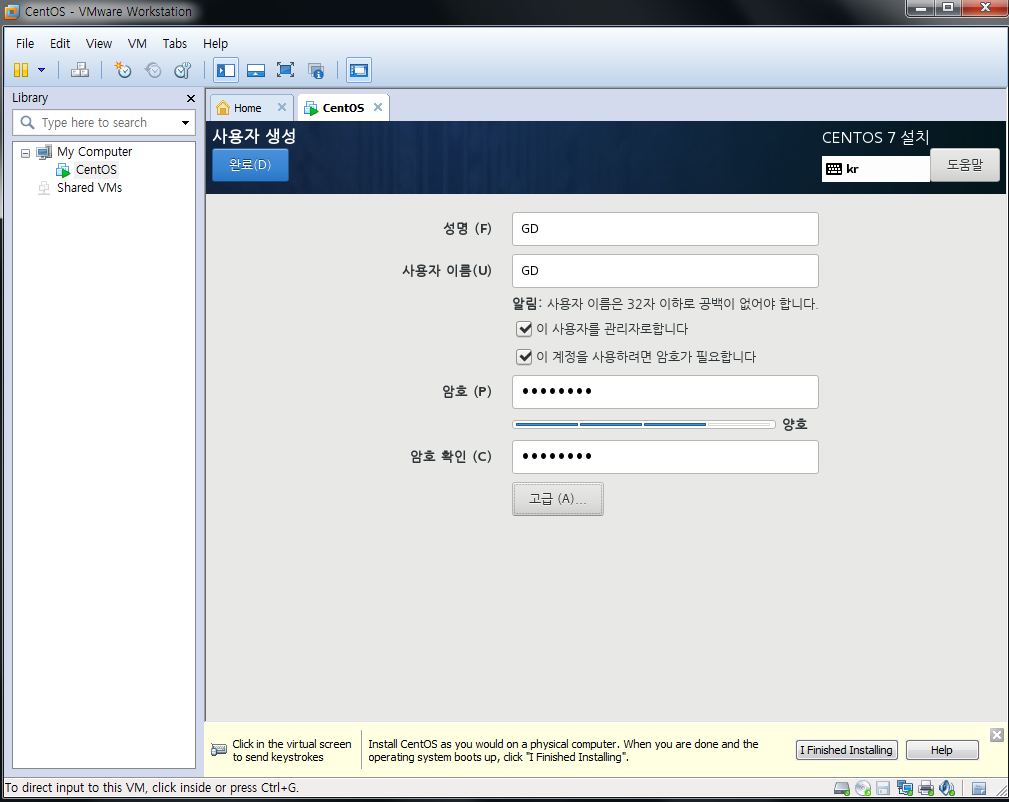 CentOS - VMware Workstation
File Edit View VM Tabs Help
Library
Type here to search
My Computer
CentOS
Shared VMs
Home
CentOS
사용자 생성
완료(D)
CENTOS 7 설치
kr
도움말
성명 (F)
GD
사용자 이름(U)
GD
알림: 사용자 이름은 32자 이하로 공백이 없어야 합니다.
이 사용자를 관리자로합니다
이 계정을 사용하려면 암호가 필요합니다
암호 (P)
●●●●●●●●
양호
암호 확인 (C)
●●●●●●●●
고급 (A)...
Click in the virtual screen
to send keystrokes
Install CentOS as you would on a physical computer. When you are done and the
operating system boots up, click "I Finished Installing".
I Finished Installing
Help
To direct input to this VM, click inside or press Ctrl+G.